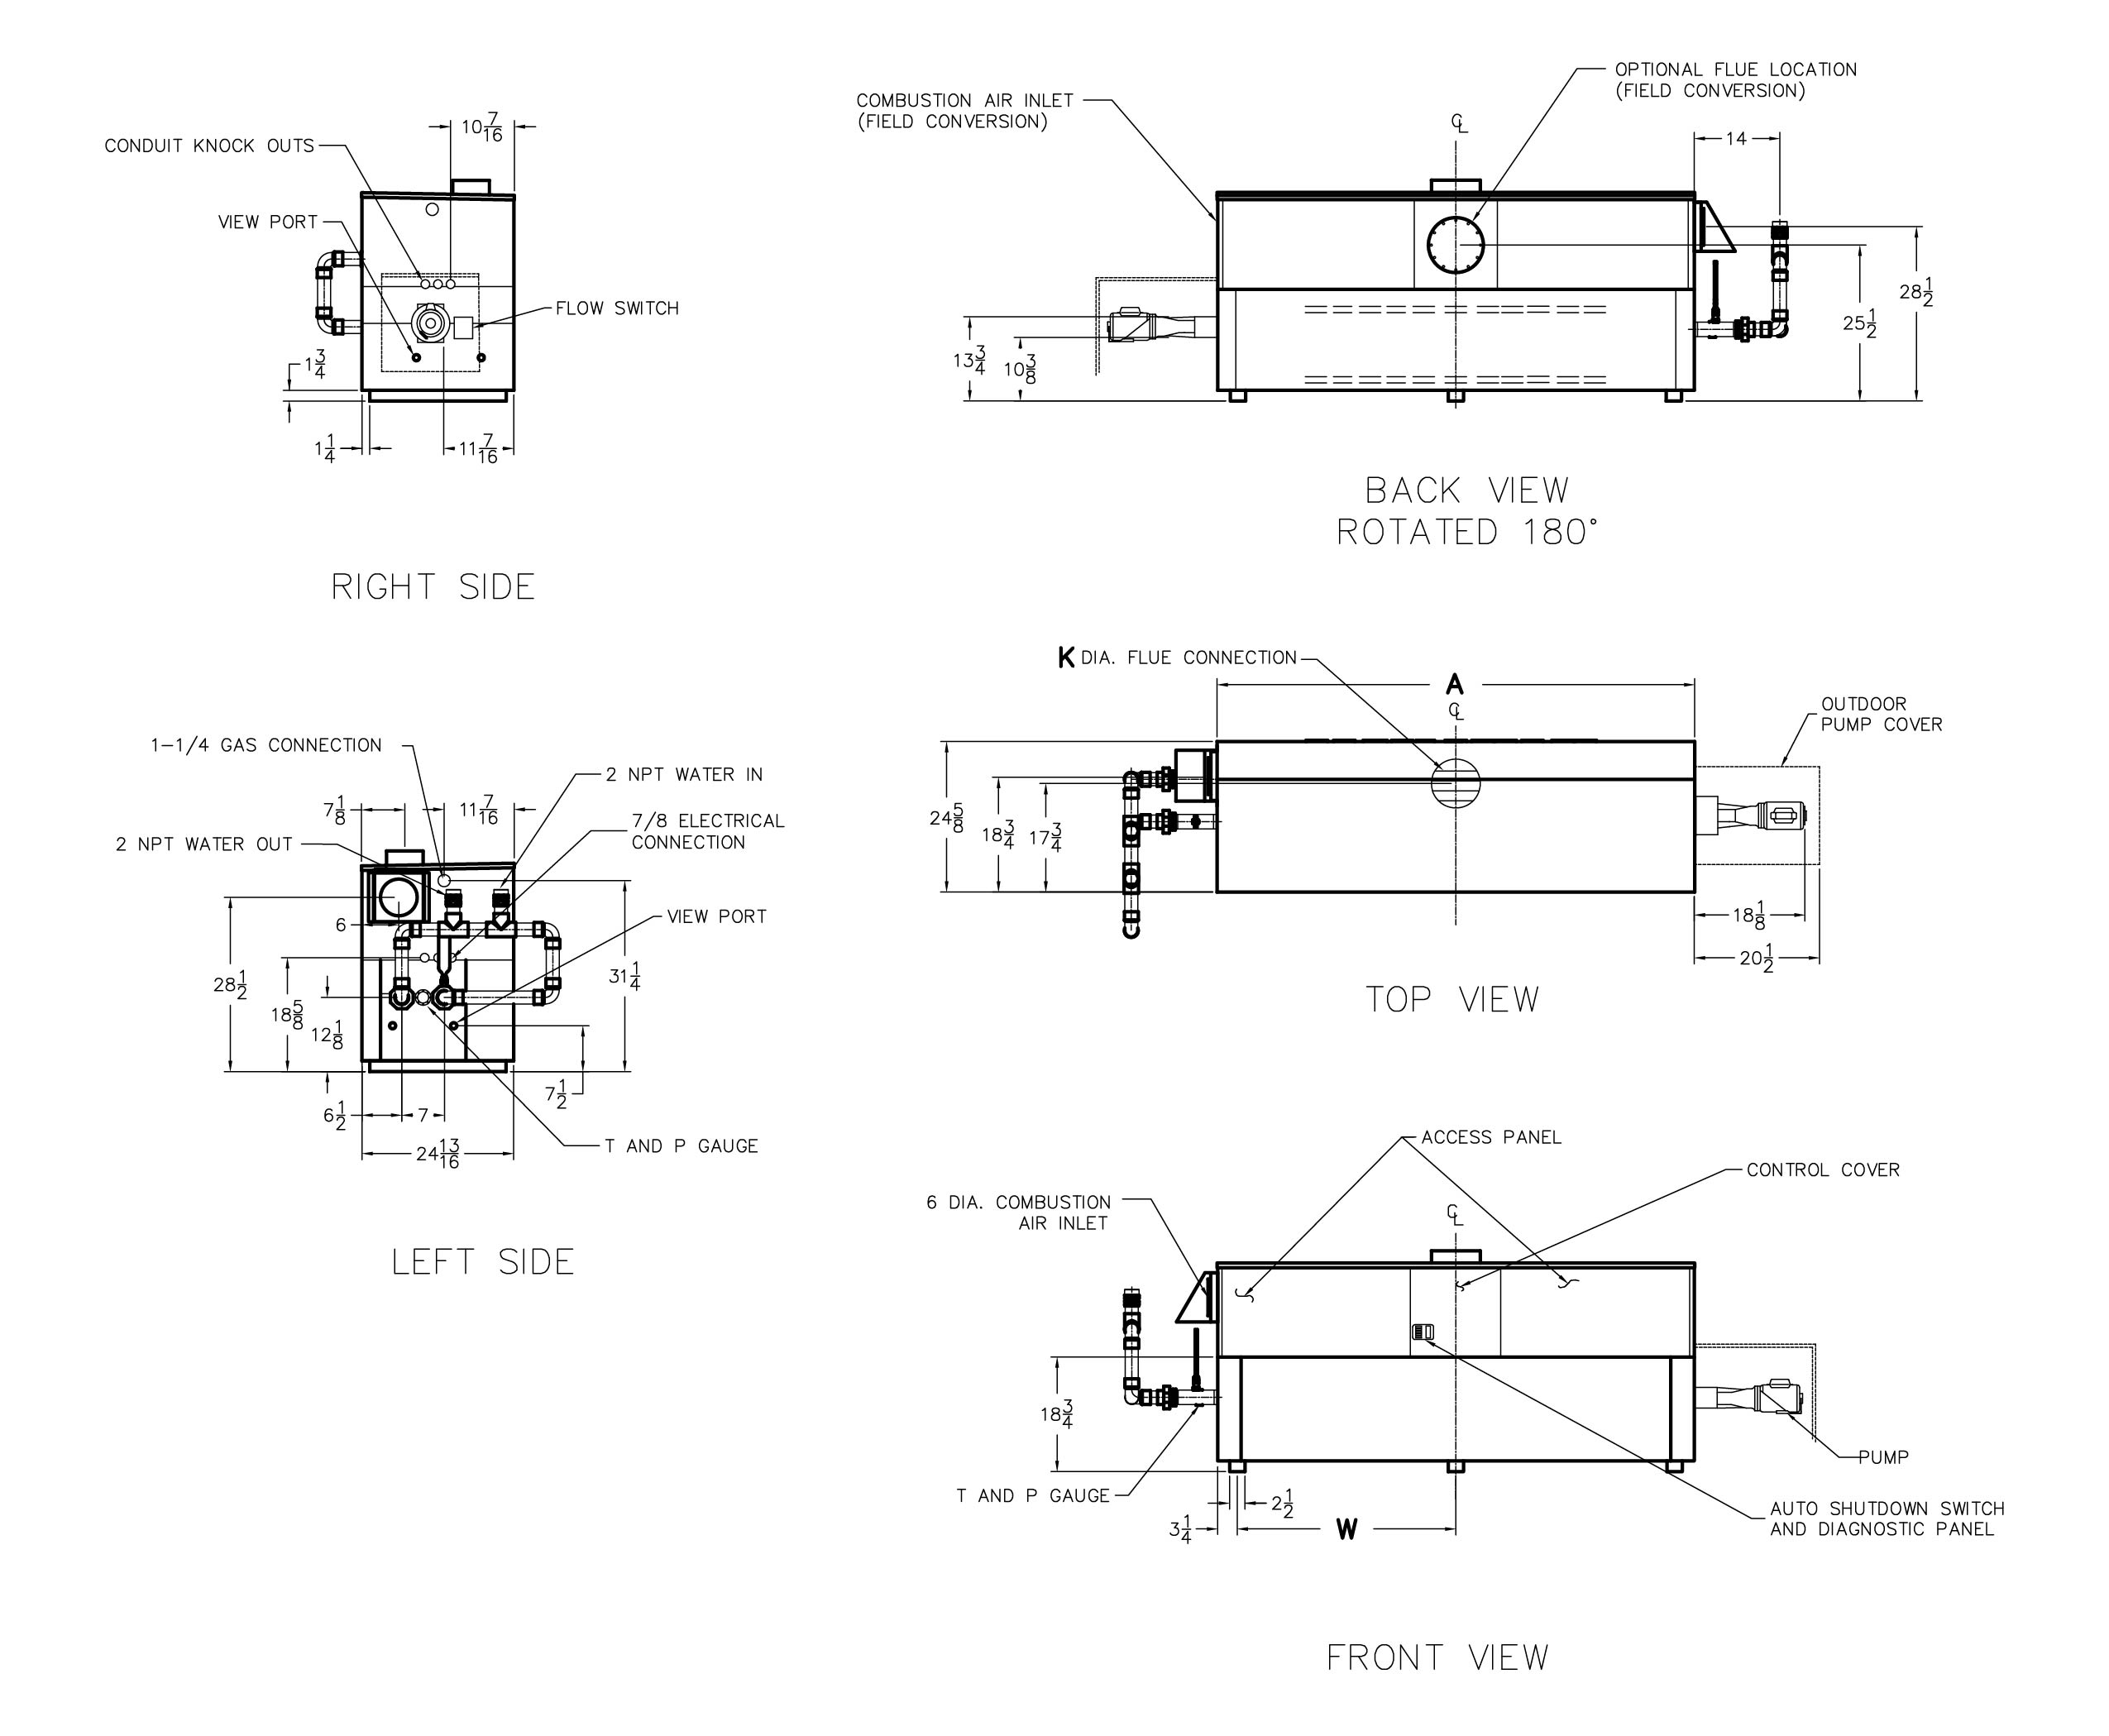 CONDUIT KNOCK OUTS
10 7/16
VIEW PORT
FLOW SWITCH
1 3/4
1 1/4
11 7/16
RIGHT SIDE
COMBUSTION AIR INLET
(FIELD CONVERSION)
OPTIONAL FLUE LOCATION
(FIELD CONVERSION)
CL
14
28 1/2
25 1/2
13 3/4
10 3/8
BACK VIEW
ROTATED 180°
1-1/4 GAS CONNECTION
2 NPT WATER IN
7 1/8
11 7/16
7/8 ELECTRICAL
CONNECTION
2 NPT WATER OUT
VIEW PORT
6
28 1/2
18 5/8
12 1/8
31 1/4
7 1/2
6 1/2
7
24 13/16
T AND P GAUGE
LEFT SIDE
K DIA. FLUE CONNECTION
A
CL
OUTDOOR
PUMP COVER
24 5/8
18 3/4
17 3/4
18 1/8
20 1/2
TOP VIEW
ACCESS PANEL
CONTROL COVER
6 DIA. COMBUSTION
AIR INLET
CL
18 3/4
PUMP
T AND P GAUGE
2 1/2
3 1/4
W
AUTO SHUTDOWN SWITCH
AND DIAGNOSTIC PANEL
FRONT VIEW